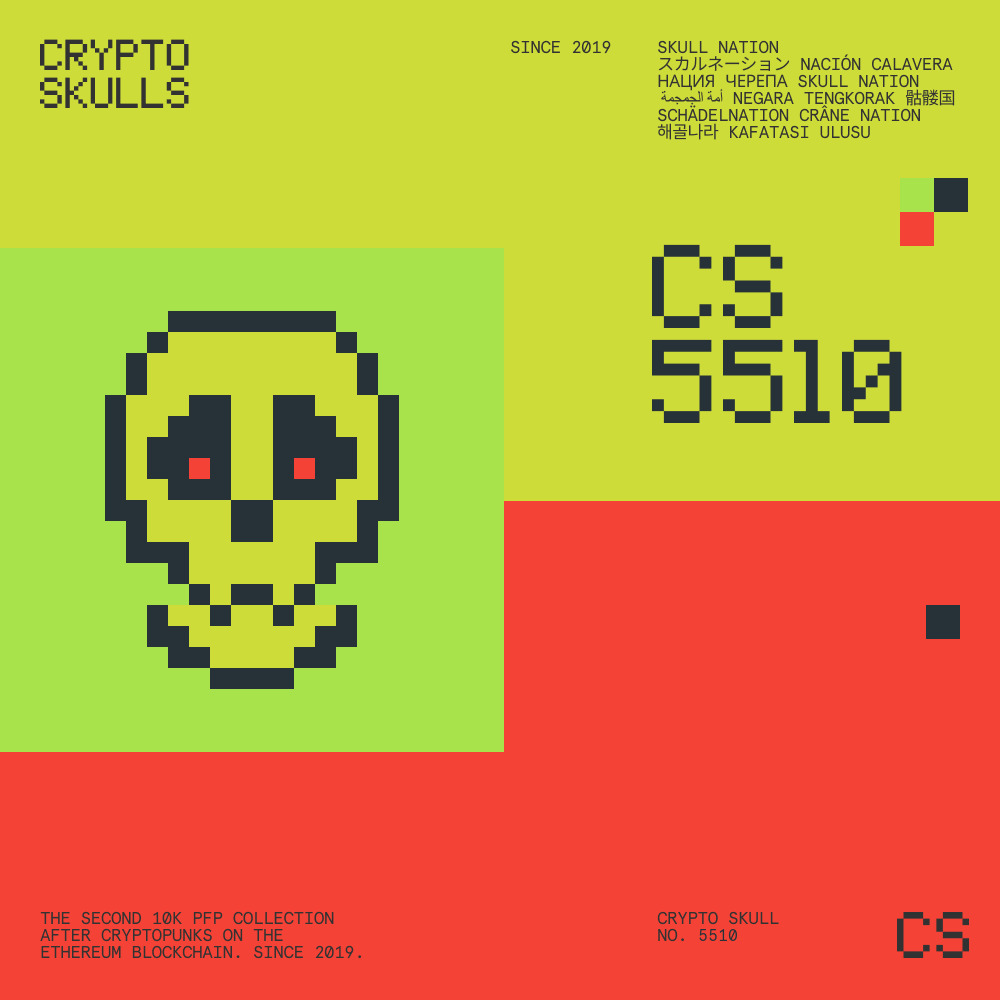 CRYPTO
SKULLS
SINCE 2019
SKULL NATION
スカルネーション NACIÓN CALAVERA
НАЦИЯ ЧЕРЕПА SKULL NATION
أمة الجمجمة NEGARA TENGKORAK 骷髅国
SCHÄDELNATION CRÂNE NATION
해골나라 KAFATASI ULUSU
CS
5510
THE SECOND 10K PFP COLLECTION
AFTER CRYPTOPUNKS ON THE
ETHEREUM BLOCKCHAIN. SINCE 2019.
CRYPTO SKULL
NO. 5510
CS